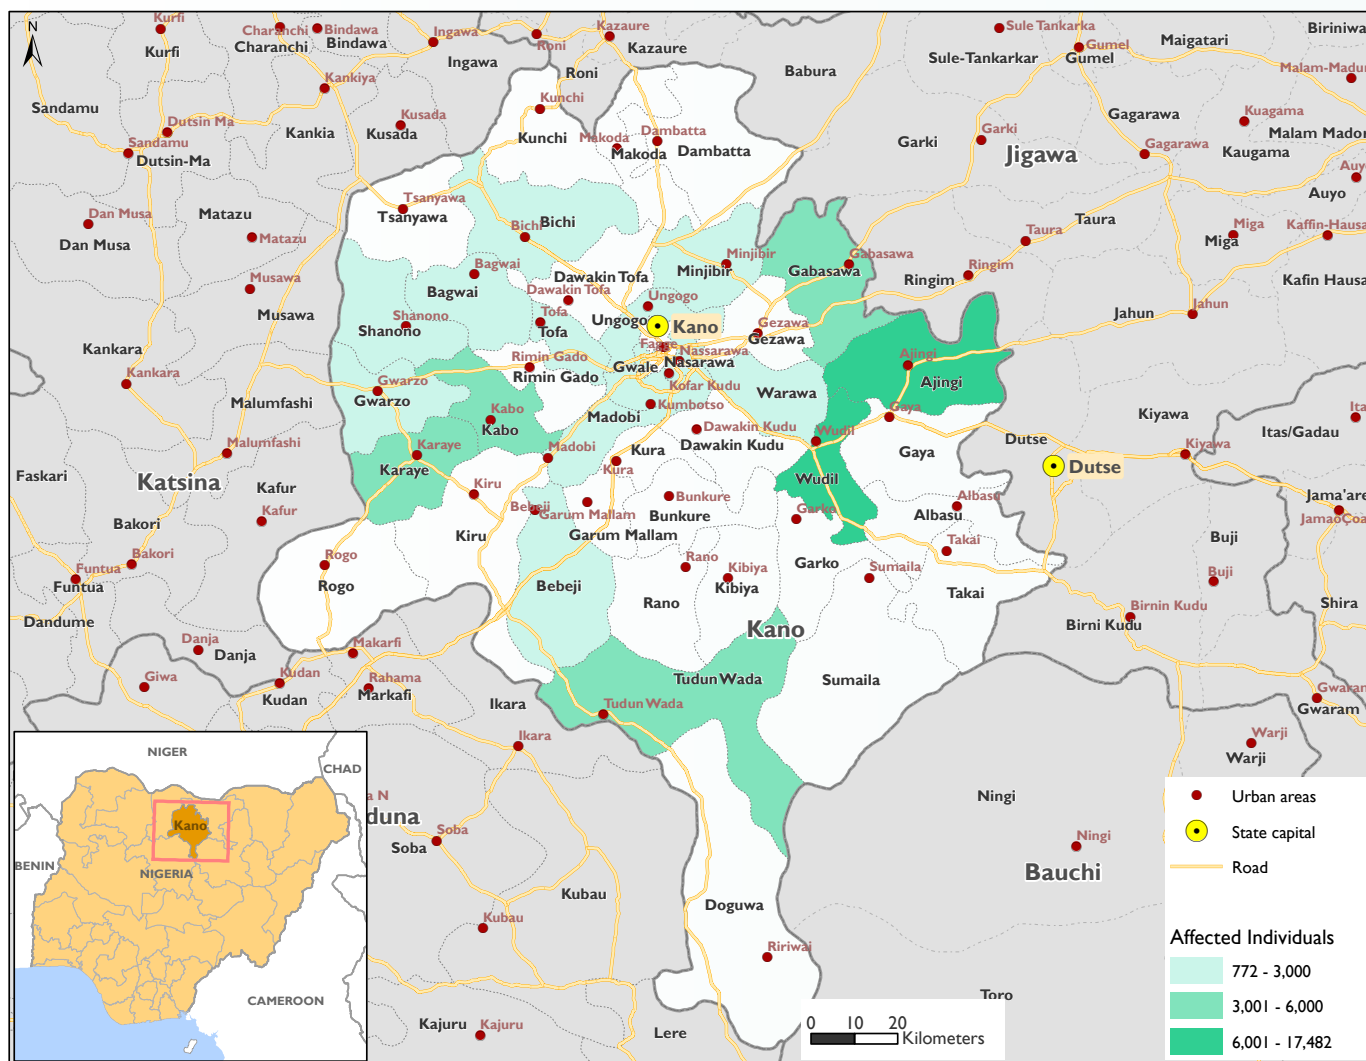 N
Kurfi
Kurfi
Charanchi
Charanchi
Bindawa
Bindawa
Ingawa
Ingawa
Roni
Roni
Kazaure
Kazaure
Babura
Sule Tankarka
Sule-Tankarkar
Gumel
Gumel
Maigatari
Biriniwa
Malam-Madur
Sandamu
Sandamu
Dutsin Ma
Dutsin-Ma
Kankiya
Kankia
Kusada
Kusada
Kunchi
Kunchi
Makoda
Makoda
Dambatta
Dambatta
Garki
Garki
Jigawa
Gagarawa
Gagarawa
Kuagama
Kaugama
Malam Mador
Auyo
Auyo
Dan Musa
Dan Musa
Matazu
Matazu
Tsanyawa
Tsanyawa
Bichi
Bichi
Minjibir
Minjibir
Gabasawa
Gabasawa
Taura
Taura
Ringim
Ringim
Miga
Miga
Kaffin-Hausa
Kafin Hausa
Musawa
Musawa
Bagwai
Bagwai
Shanono
Shanono
Dawakin Tofa
Dawakin Tofa
Tofa
Tofa
Ungogo
Ungogo
Kano
Gezawa
Gezawa
Jahun
Jahun
Kankara
Kankara
Rimin Gado
Rimin Gado
Fagge
Nassarawa
Nasarawa
Gwale
Kofar Kudu
Kumbotso
Warawa
Ajingi
Ajingi
Malumfashi
Malumfashi
Gwarzo
Gwarzo
Kabo
Kabo
Madobi
Madobi
Dawakin Kudu
Dawakin Kudu
Wudil
Wudil
Gaya
Gaya
Dutse
Dutse
Kiyawa
Kiyawa
Ita
Itas/Gadau
Faskari
Katsina
Karaye
Karaye
Kura
Kura
Kafur
Kafur
Kiru
Kiru
Bebeji
Bebeji
Garum Mallam
Garum Mallam
Bunkure
Bunkure
Garko
Garko
Albasu
Albasu
Takai
Takai
Jama'are
Bakori
Bakori
Funtua
Funtua
Rogo
Rogo
Rano
Rano
Kibiya
Kibiya
Sumaila
Sumaila
Buji
Buji
Dandume
Danja
Danja
Giwa
Kudan
Kudan
Makarfi
Rahama
Markafi
Kano
Birnin Kudu
Birni Kudu
Shira
Gwaram
Gwaram
Ikara
Ikara
Tudun Wada
Tudun Wada
Warji
Warji
Ningi
Ningi
Bauchi
N
duna
Soba
Soba
Kubau
Kubau
Doguwa
Ririwai
Toro
Kajuru
Kajuru
Lere
NIGER
CHAD
BENIN
Kano
NIGERIA
CAMEROON
0 10 20
Kilometers
Urban areas
State capital
Road
Affected Individuals
772 - 3,000
3,001 - 6,000
6,001 - 17,482